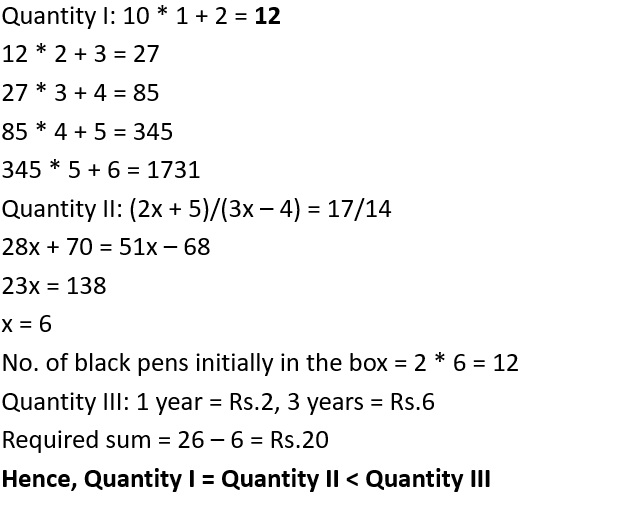 Quantity I: 10 * 1 + 2 = 12
12 * 2 + 3 = 27
27 * 3 + 4 = 85
85 * 4 + 5 = 345
345 * 5 + 6 = 1731
Quantity II: (2x + 5)/(3x – 4) = 17/14
28x + 70 = 51x – 68
23x = 138
x = 6
No. of black pens initially in the box = 2 * 6 = 12
Quantity III: 1 year = Rs.2, 3 years = Rs.6
Required sum = 26 – 6 = Rs.20
Hence, Quantity I = Quantity II < Quantity III